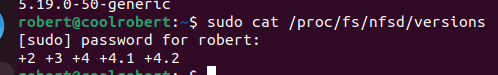 5.19.0-50-generic
robert@coolrobert:~$ sudo cat /proc/fs/nfsd/versions
[sudo] password for robert:
+2 +3 +4 +4.1 +4.2